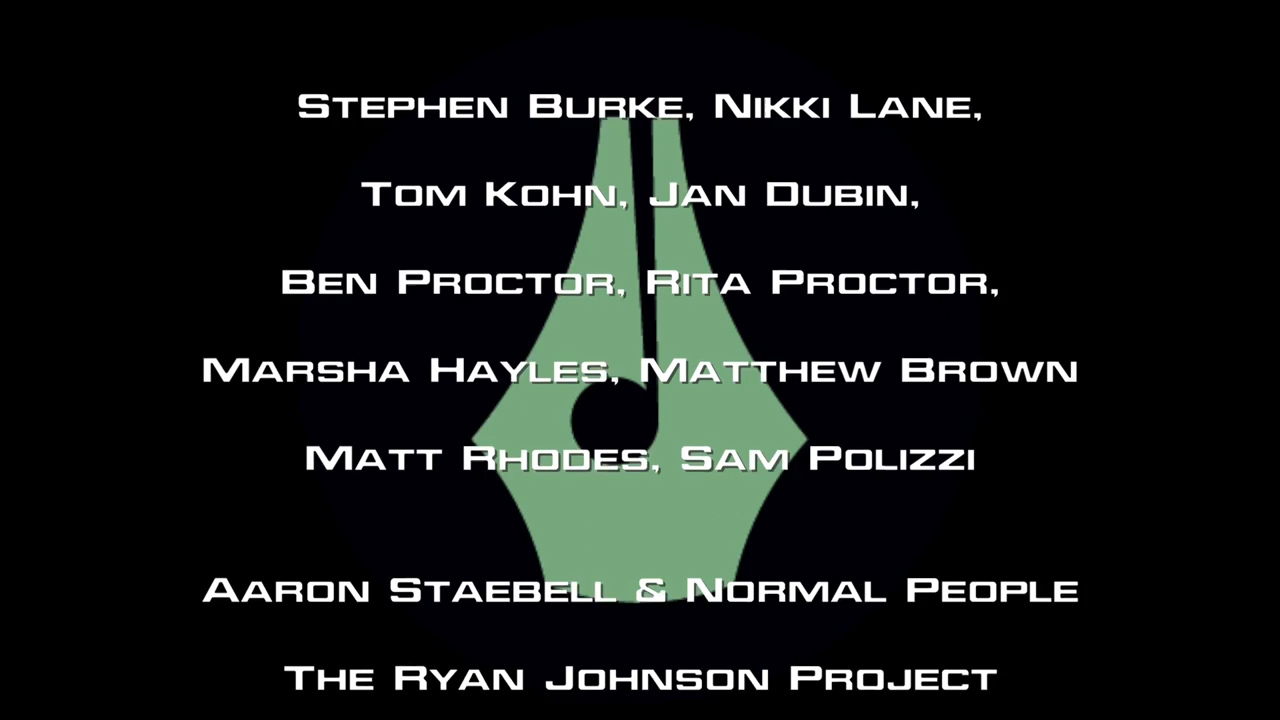 Stephen Burke, Nikki Lane,
Tom Kohn, Jan Dubin,
Ben Proctor, Rita Proctor,
Marsha Hayles, Matthew Brown
Matt Rhodes, Sam Polizzi
Aaron Staebell & Normal People
The Ryan Johnson Project